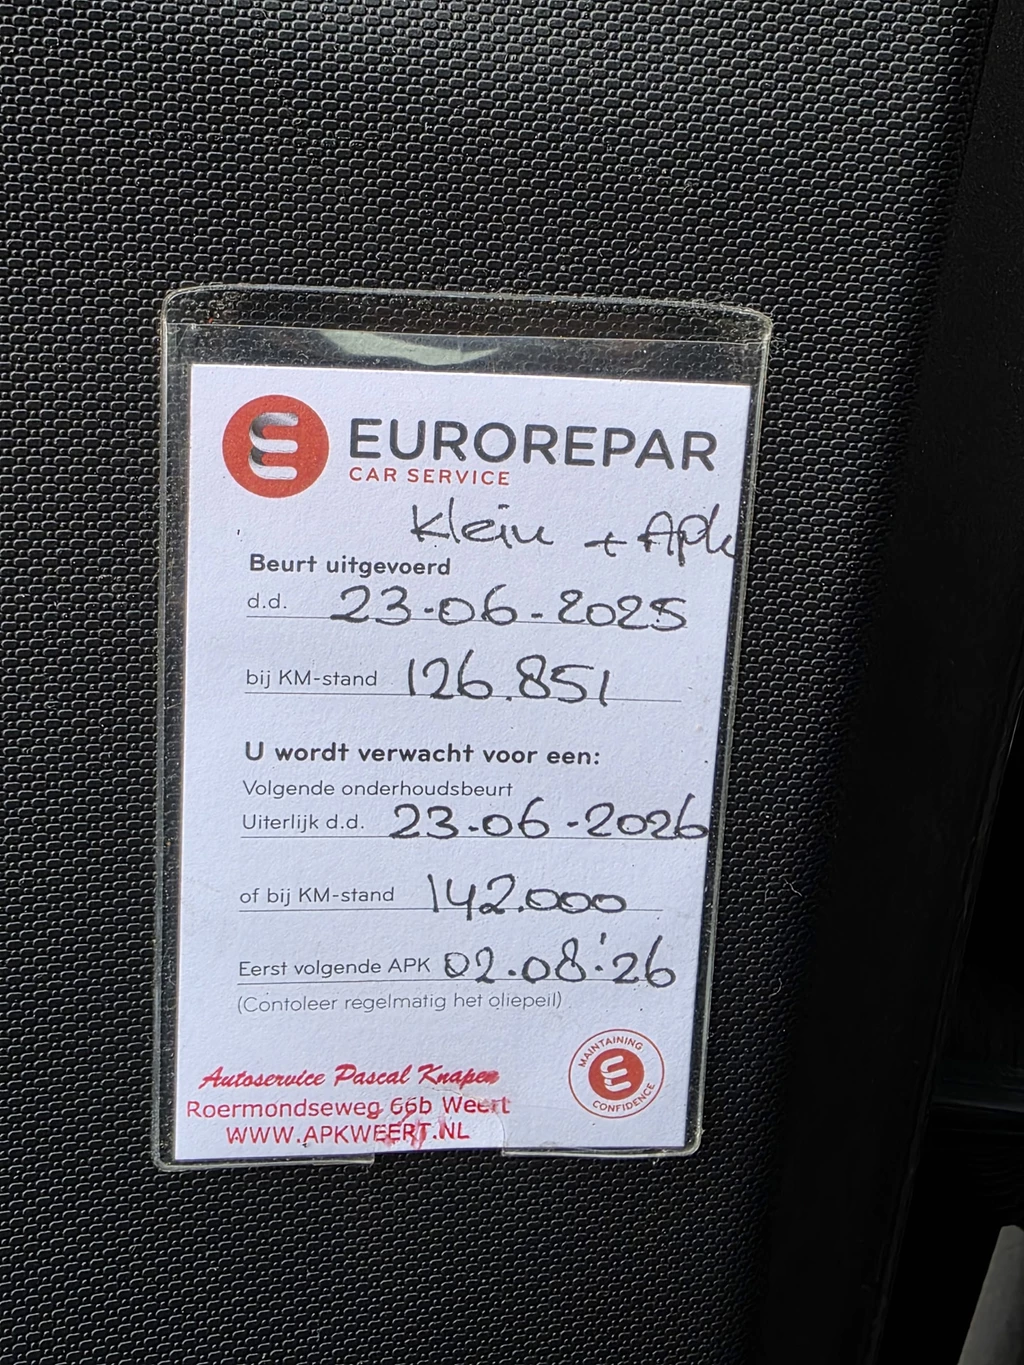 EUROREPAR
CAR SERVICE
Klein + Apk
Beurt uitgevoerd
d.d. 23-06-2025
bij KM-stand 126.851
U wordt verwacht voor een:
Volgende onderhoudsbeurt
Uiterlijk d.d. 23-06-2026
of bij KM-stand 142.000
Eerst volgende APK 02.08.'26
(Contoleer regelmatig het oliepeil)
MAINTAINING
CONFIDENCE
Autoservice Pascal Knapen
Roermondseweg 66b Weert
WWW.APKWEERT.NL